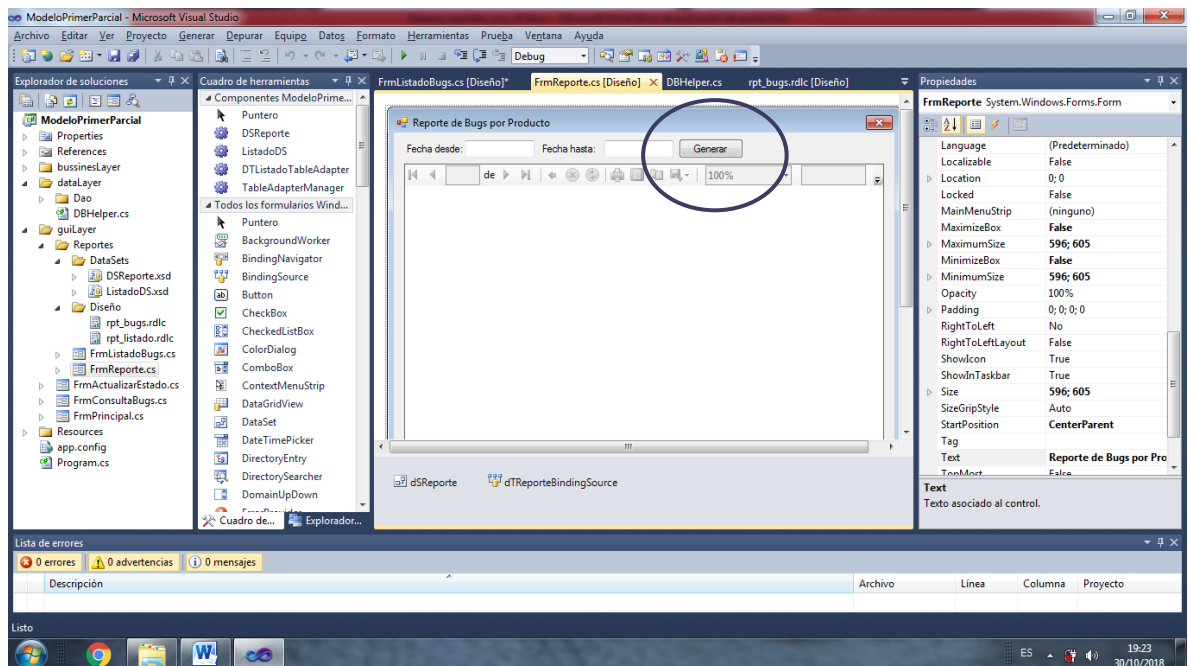 ModeloPrimerParcial - Microsoft Visual Studio
Archivo Editar Ver Proyecto Generar Depurar Equipo Datos Formato Herramientas Prueba Ventana Ayuda
Debug
Explorador de soluciones
ModeloPrimerParcial
Properties
References
bussinesLayer
dataLayer
Dao
DBHelper.cs
guiLayer
Reportes
DataSets
DSReporte.xsd
ListadoDS.xsd
Diseño
rpt_bugs.rdlc
rpt_listado.rdlc
FrmListadoBugs.cs
FrmReporte.cs
FrmActualizarEstado.cs
FrmConsultaBugs.cs
FrmPrincipal.cs
Resources
app.config
Program.cs
Cuadro de herramientas
Componentes ModeloPrime...
Puntero
DSReporte
ListadoDS
DTListadoTableAdapter
TableAdapterManager
Todos los formularios Wind...
Puntero
BackgroundWorker
BindingNavigator
BindingSource
Button
CheckBox
CheckedListBox
ColorDialog
ComboBox
ContextMenuStrip
DataGridView
DataSet
DateTimePicker
DirectoryEntry
DirectorySearcher
DomainUpDown
Cuadro de... Explorador...
FrmListadoBugs.cs [Diseño]* FrmReporte.cs [Diseño] DBHelper.cs rpt_bugs.rdlc [Diseño]
Reporte de Bugs por Producto
Fecha desde: Fecha hasta: Generar
de 100%
dSReporte dTReporteBindingSource
Propiedades
FrmReporte System.Windows.Forms.Form
Language (Predeterminado)
Localizable False
Location 0; 0
Locked False
MainMenuStrip (ninguno)
MaximizeBox False
MaximumSize 596; 605
MinimizeBox False
MinimumSize 596; 605
Opacity 100%
Padding 0; 0; 0; 0
RightToLeft No
RightToLeftLayout False
ShowIcon True
ShowInTaskbar True
Size 596; 605
SizeGripStyle Auto
StartPosition CenterParent
Tag
Text Reporte de Bugs por Pro
TopMost False
Text
Texto asociado al control.
Lista de errores
0 errores 0 advertencias 0 mensajes
Descripción Archivo Línea Columna Proyecto
Listo
ES 19:23
30/10/2018